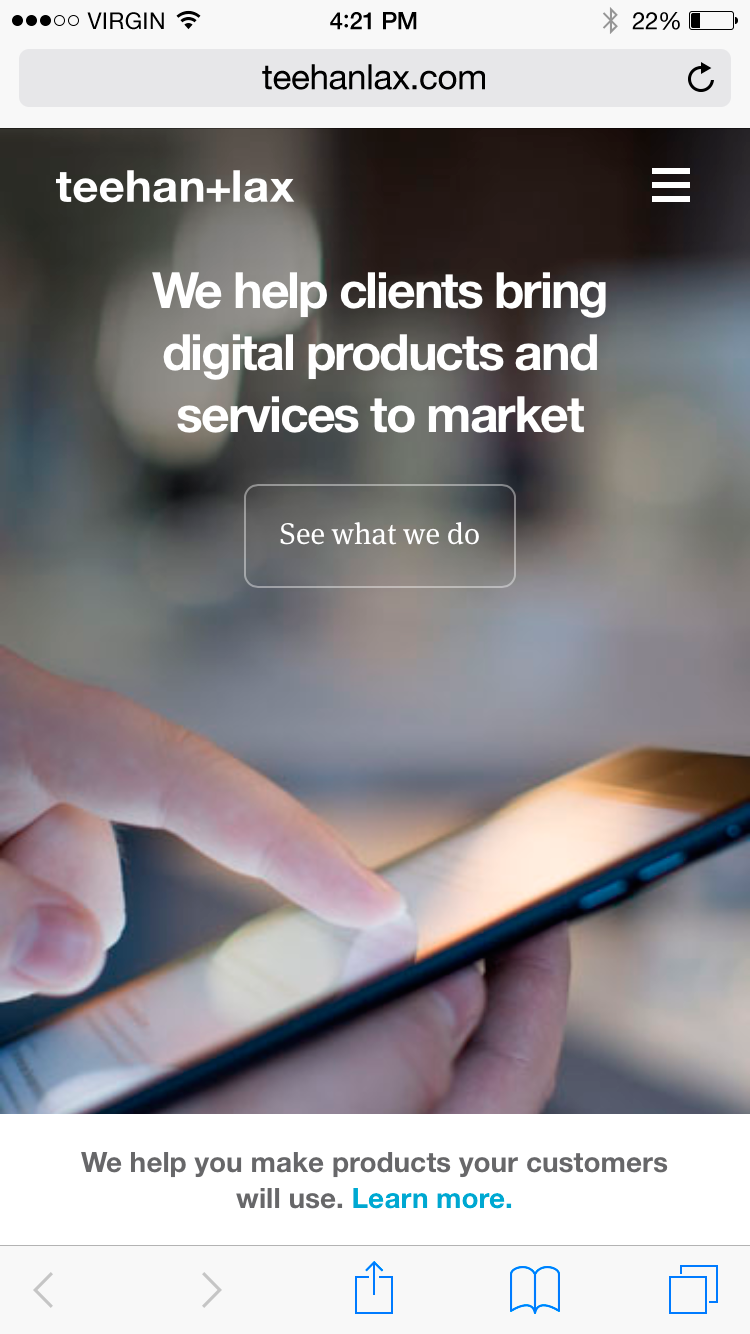 VIRGIN 4:21 PM 22%
teehanlax.com
teehan+lax
We help clients bring
digital products and
services to market
See what we do
We help you make products your customers
will use. Learn more.